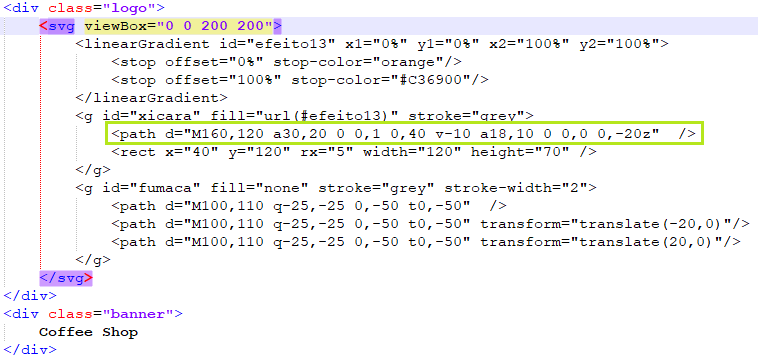 <div class="logo">
<svg viewBox="0 0 200 200">
<linearGradient id="efeito13" x1="0%" y1="0%" x2="100%" y2="100%">
<stop offset="0%" stop-color="orange"/>
<stop offset="100%" stop-color="#C36900"/>
</linearGradient>
<g id="xicara" fill="url(#efeito13)" stroke="grey">
<path d="M160,120 a30,20 0 0,1 0,40 v-10 a18,10 0 0,0 0,-20z"  />
<rect x="40" y="120" rx="5" width="120" height="70" />
</g>
<g id="fumaca" fill="none" stroke="grey" stroke-width="2">
<path d="M100,110 q-25,-25 0,-50 t0,-50"  />
<path d="M100,110 q-25,-25 0,-50 t0,-50" transform="translate(-20,0)"/>
<path d="M100,110 q-25,-25 0,-50 t0,-50" transform="translate(20,0)"/>
</g>
</svg>
</div>
<div class="banner">
Coffee Shop
</div>